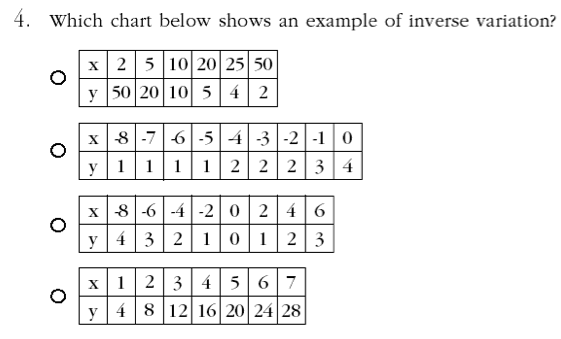 4. Which chart below shows an example of inverse variation?
x 2 5 10 20 25 50
y 50 20 10 5 4 2
x -8 -7 -6 -5 -4 -3 -2 -1 0
y 1 1 1 1 2 2 2 3 4
x -8 -6 -4 -2 0 2 4 6
y 4 3 2 1 0 1 2 3
x 1 2 3 4 5 6 7
y 4 8 12 16 20 24 28